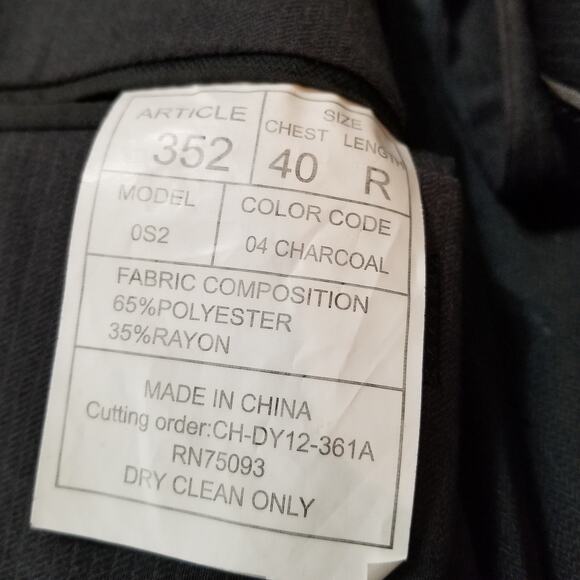 ARTICLE
352
SIZE
CHEST LENGTH
40 R
MODEL
0S2
COLOR CODE
04 CHARCOAL
FABRIC COMPOSITION
65%POLYESTER
35%RAYON
MADE IN CHINA
Cutting order:CH-DY12-361A
RN75093
DRY CLEAN ONLY